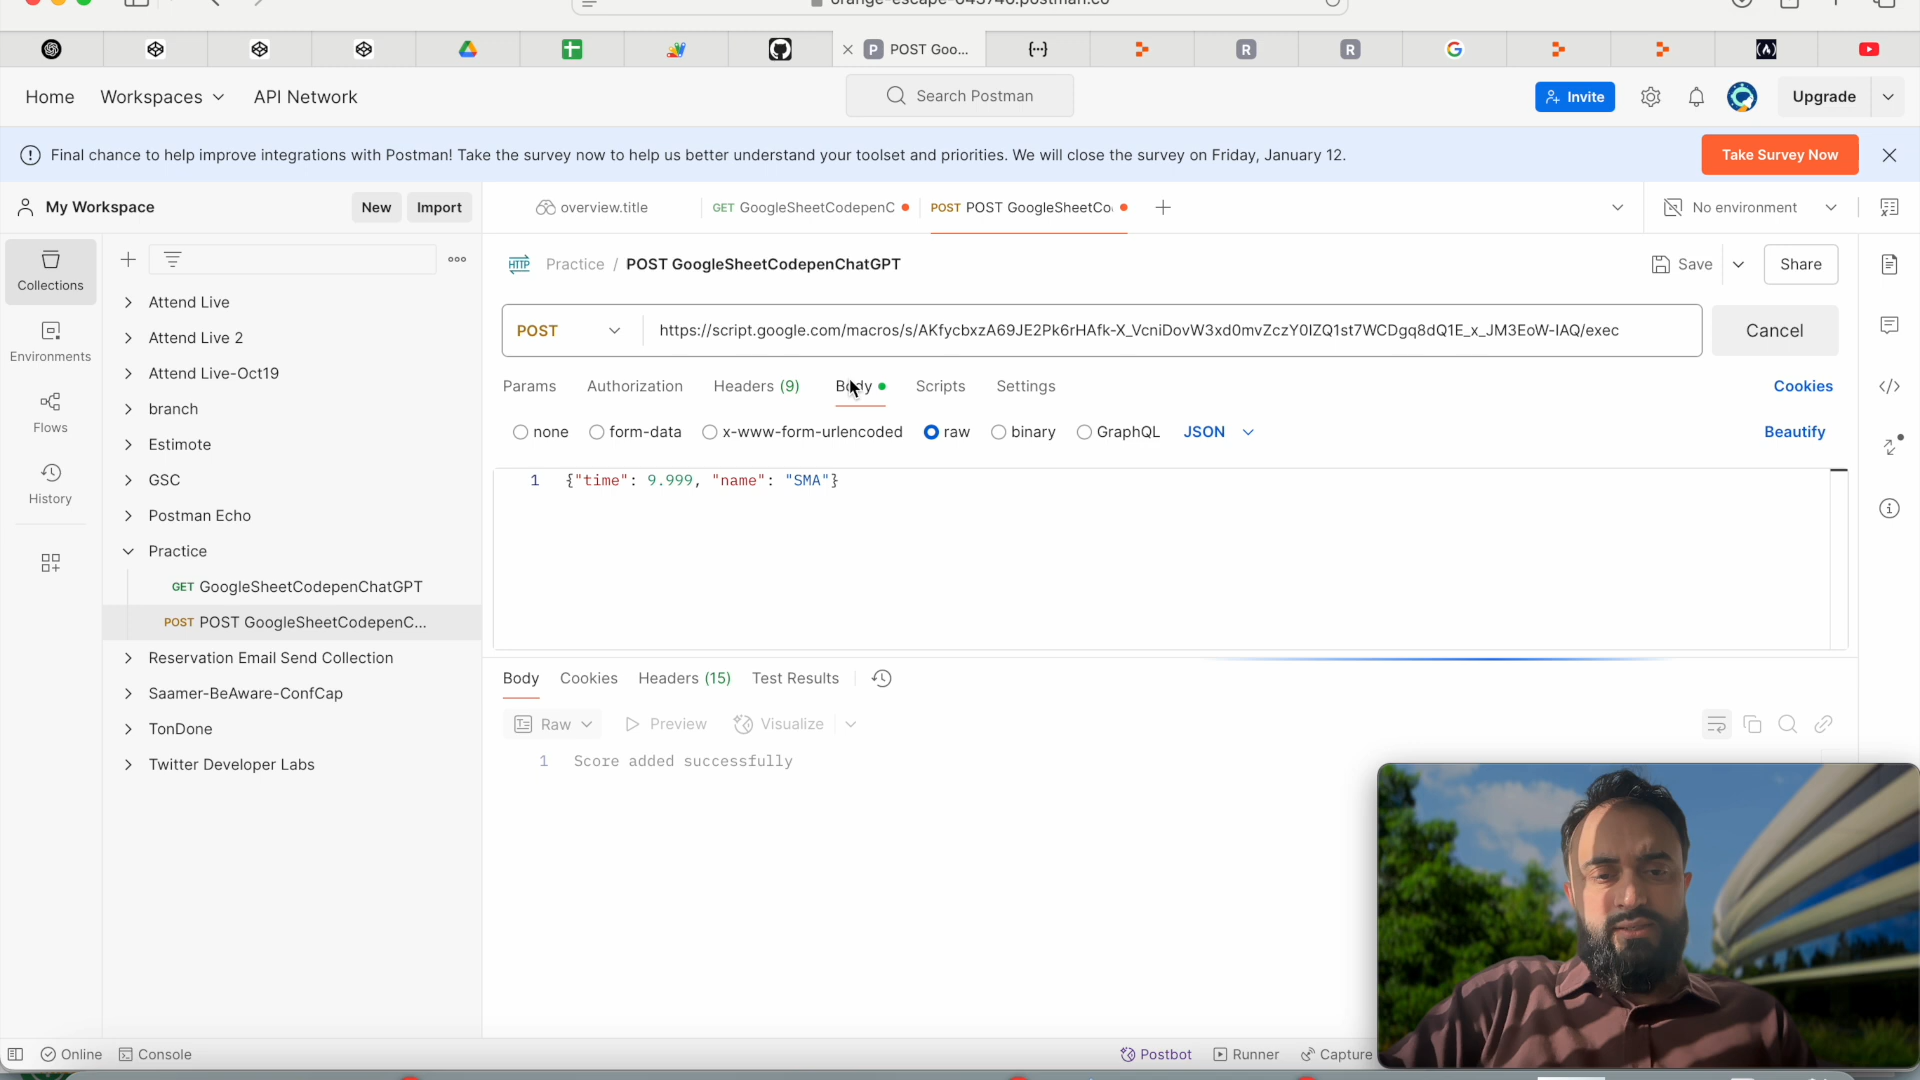 POST Goo...
Home Workspaces API Network
Search Postman
Invite
Upgrade
Final chance to help improve integrations with Postman! Take the survey now to help us better understand your toolset and priorities. We will close the survey on Friday, January 12.
Take Survey Now
My Workspace
New
Import
overview.title
GET GoogleSheetCodepenC
POST POST GoogleSheetCo
No environment
Collections
Environments
Flows
History
Attend Live
Attend Live 2
Attend Live-Oct19
branch
Estimote
GSC
Postman Echo
Practice
GET GoogleSheetCodepenChatGPT
POST POST GoogleSheetCodepenC...
Reservation Email Send Collection
Saamer-BeAware-ConfCap
TonDone
Twitter Developer Labs
HTTP Practice / POST GoogleSheetCodepenChatGPT
Save
Share
POST
https://script.google.com/macros/s/AKfycbxzA69JE2Pk6rHAfk-X_VcniDovW3xd0mvZczY0IZQ1st7WCDgq8dQ1E_x_JM3EoW-IAQ/exec
Cancel
Params Authorization Headers (9) Body Scripts Settings
Cookies
none form-data x-www-form-urlencoded raw binary GraphQL JSON
Beautify
1 {"time": 9.999, "name": "SMA"}
Body Cookies Headers (15) Test Results
Raw Preview Visualize
1 Score added successfully
Online Console
Postbot Runner Capture